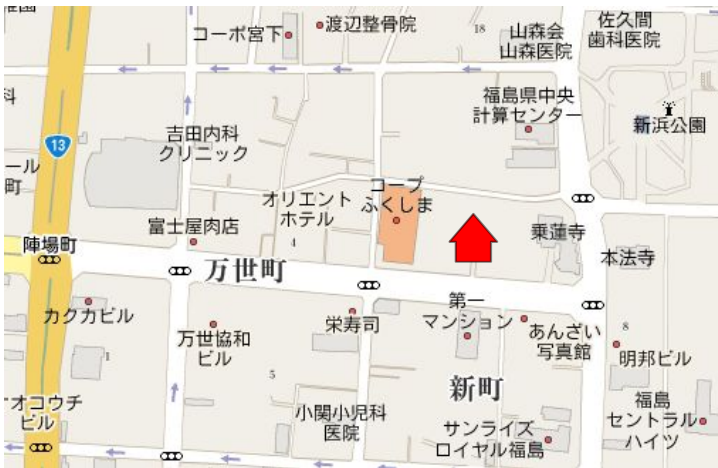 コーポ宮下
渡辺整骨院
18
山森会
山森医院
佐久間
歯科医院
科
福島県中央
計算センター
新浜公園
13
吉田内科
クリニック
ール
町
コープ
ふくしま
オリエント
ホテル
4
富士屋肉店
乗蓮寺
陣場町
万世町
本法寺
カクカビル
万世協和
ビル
栄寿司
第一
マンション
あんざい
写真館
8
明邦ビル
1
5
新町
オコウチ
ビル
小関小児科
医院
サンライズ
ロイヤル福島
福島
セントラル
ハイツ